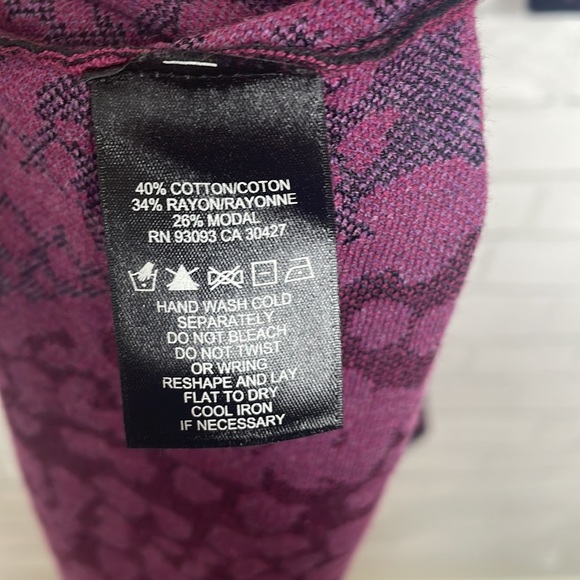 40% COTTON/COTON
34% RAYON/RAYONNE
26% MODAL
RN 93093 CA 30427
HAND WASH COLD
SEPARATELY
DO NOT BLEACH
DO NOT TWIST
OR WRING
RESHAPE AND LAY
FLAT TO DRY
COOL IRON
IF NECESSARY